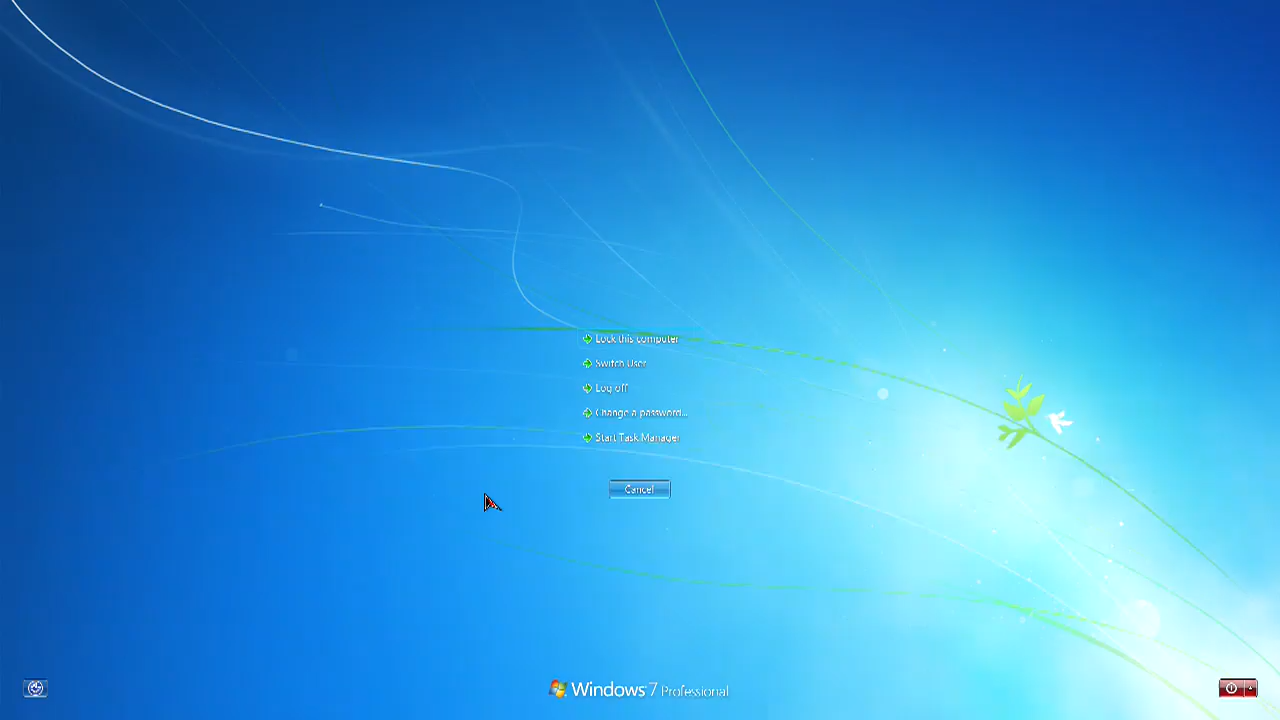 Lock this computer
Switch User
Log off
Change a password...
Start Task Manager
Cancel
Windows 7 Professional